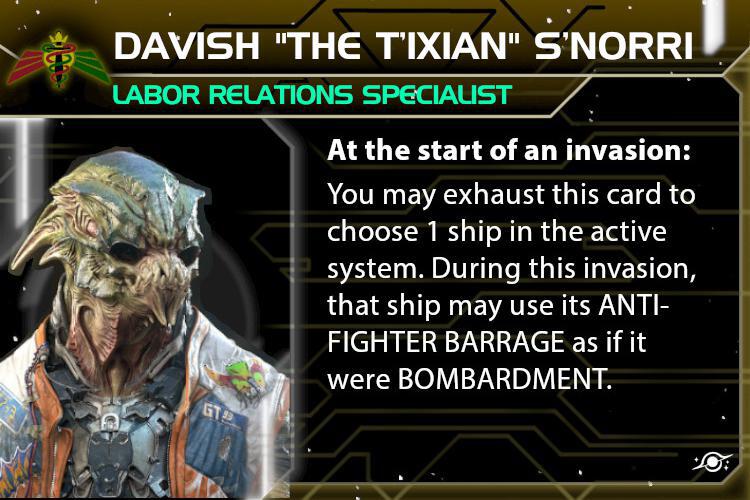 DAVISH "THE T'IXIAN" S'NORRI
LABOR RELATIONS SPECIALIST
At the start of an invasion:
You may exhaust this card to
choose 1 ship in the active
system. During this invasion,
that ship may use its ANTI-
FIGHTER BARRAGE as if it
were BOMBARDMENT.
GT